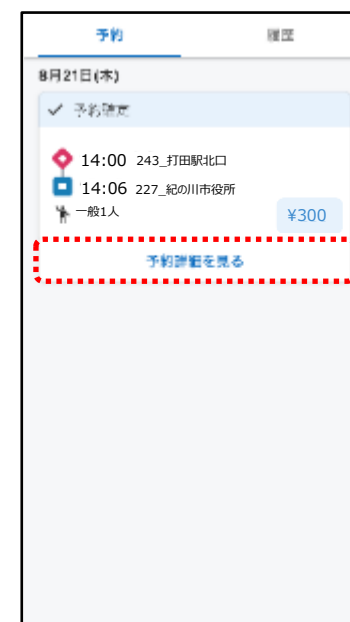 予約 履歴
8月21日(木)
予約確定
14:00 243_打田駅北口
14:06 227_紀の川市役所
一般1人
¥300
予約詳細を見る